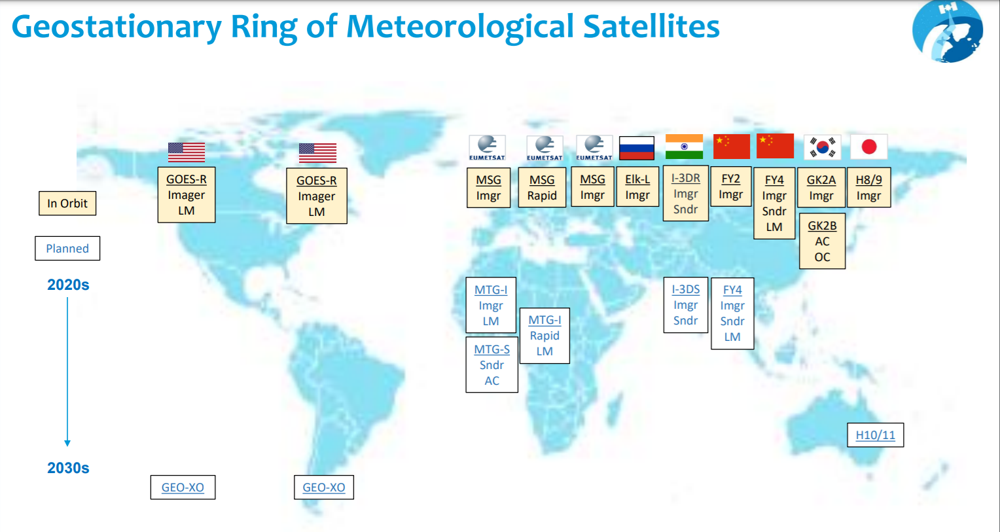 Geostationary Ring of Meteorological Satellites
EUMETSAT
EUMETSAT
EUMETSAT
GOES-R
Imager
LM
GOES-R
Imager
LM
MSG
Imgr
MSG
Rapid
MSG
Imgr
Elk-L
Imgr
I-3DR
Imgr
Sndr
FY2
Imgr
FY4
Imgr
Sndr
LM
GK2A
Imgr
H8/9
Imgr
GK2B
AC
OC
In Orbit
Planned
2020s
MTG-I
Imgr
LM
MTG-I
Rapid
LM
MTG-S
Sndr
AC
I-3DS
Imgr
Sndr
FY4
Imgr
Sndr
LM
H10/11
2030s
GEO-XO
GEO-XO